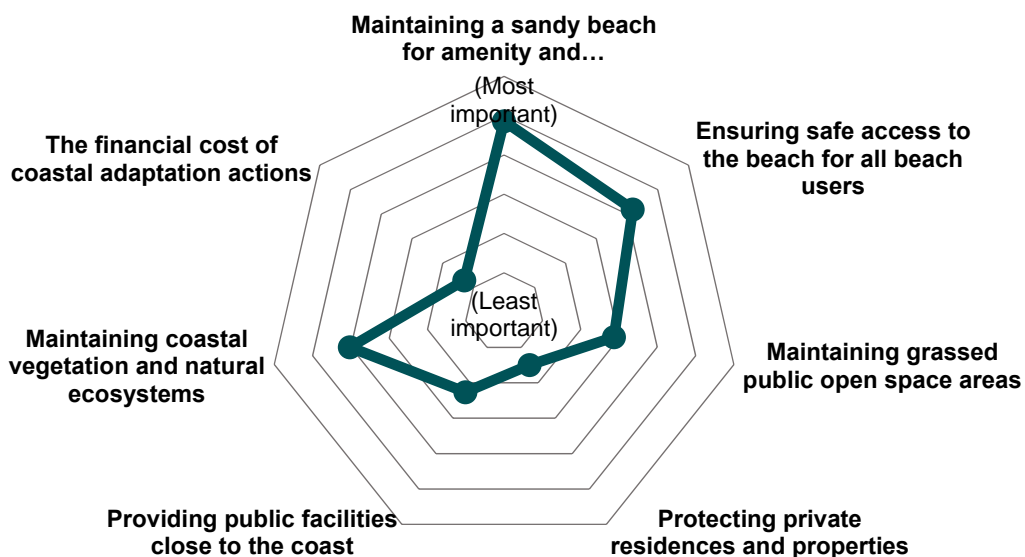 Maintaining a sandy beach
for amenity and…
(Most
important)
Ensuring safe access to
the beach for all beach
users
Maintaining grassed
public open space areas
Protecting private
residences and properties
Providing public facilities
close to the coast
Maintaining coastal
vegetation and natural
ecosystems
The financial cost of
coastal adaptation actions
(Least
important)